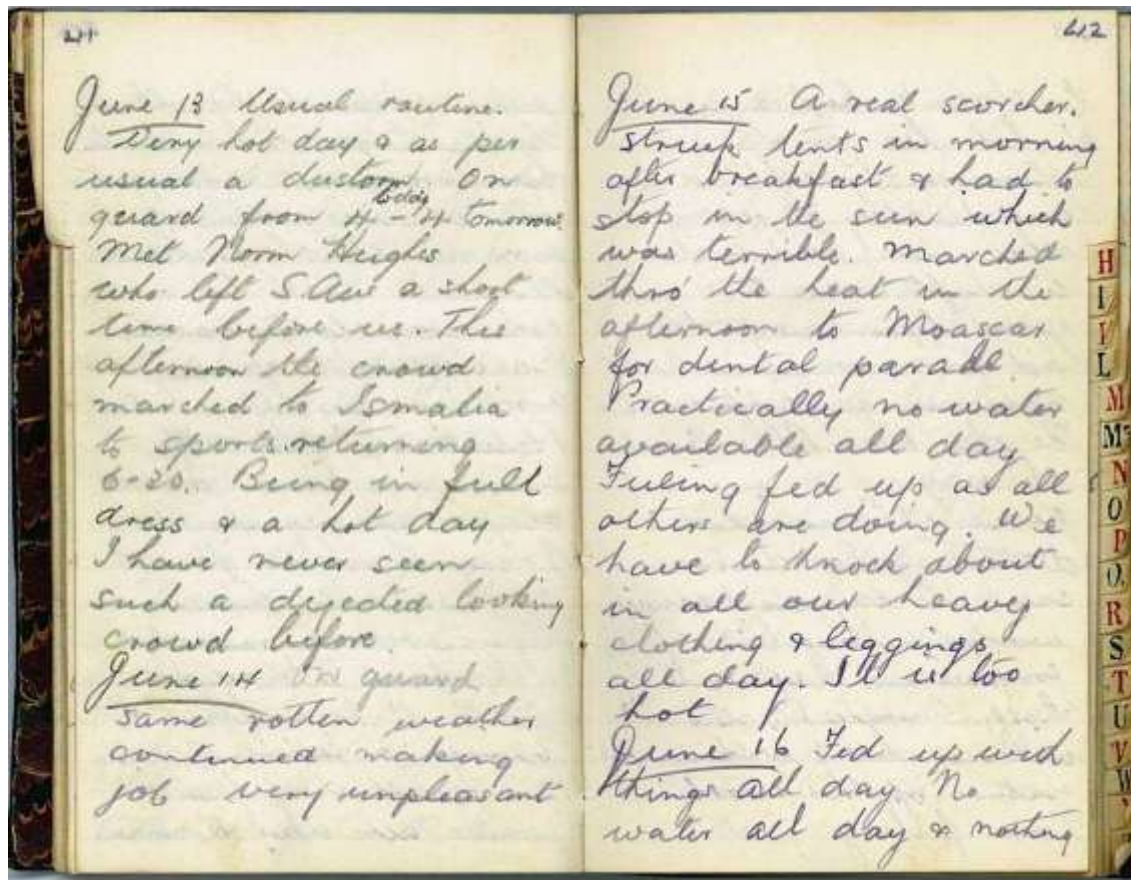 41
June 13 Usual routine.
Very hot day & as per
usual a dustorm. On
guard from 4 today – 4 tomorrow.
Met Norm Hughes
who left S. Aus a short
time before us. This
afternoon the crowd
marched to Ismalia
to sports returning
6-30. Being in full
dress & a hot day
I have never seen
such a dejected looking
crowd before.
June 14 On guard
same rotten weather
continued making
job very unpleasant
42
June 15 A real scorcher.
Struck tents in morning
after breakfast & had to
stop in the sun which
was terrible. Marched
thro' the heat in the
afternoon to Moascar
for dental parade.
Practically no water
available all day
Fuling fed up as all
others are doing. We
have to knock about
in all our heavy
clothing & leggings
all day. It is too
hot
June 16 Fed up with
things all day No
water all day & nothing
H
I
L
M
Mc
N
O
P
Q
R
S
T
U
V
W